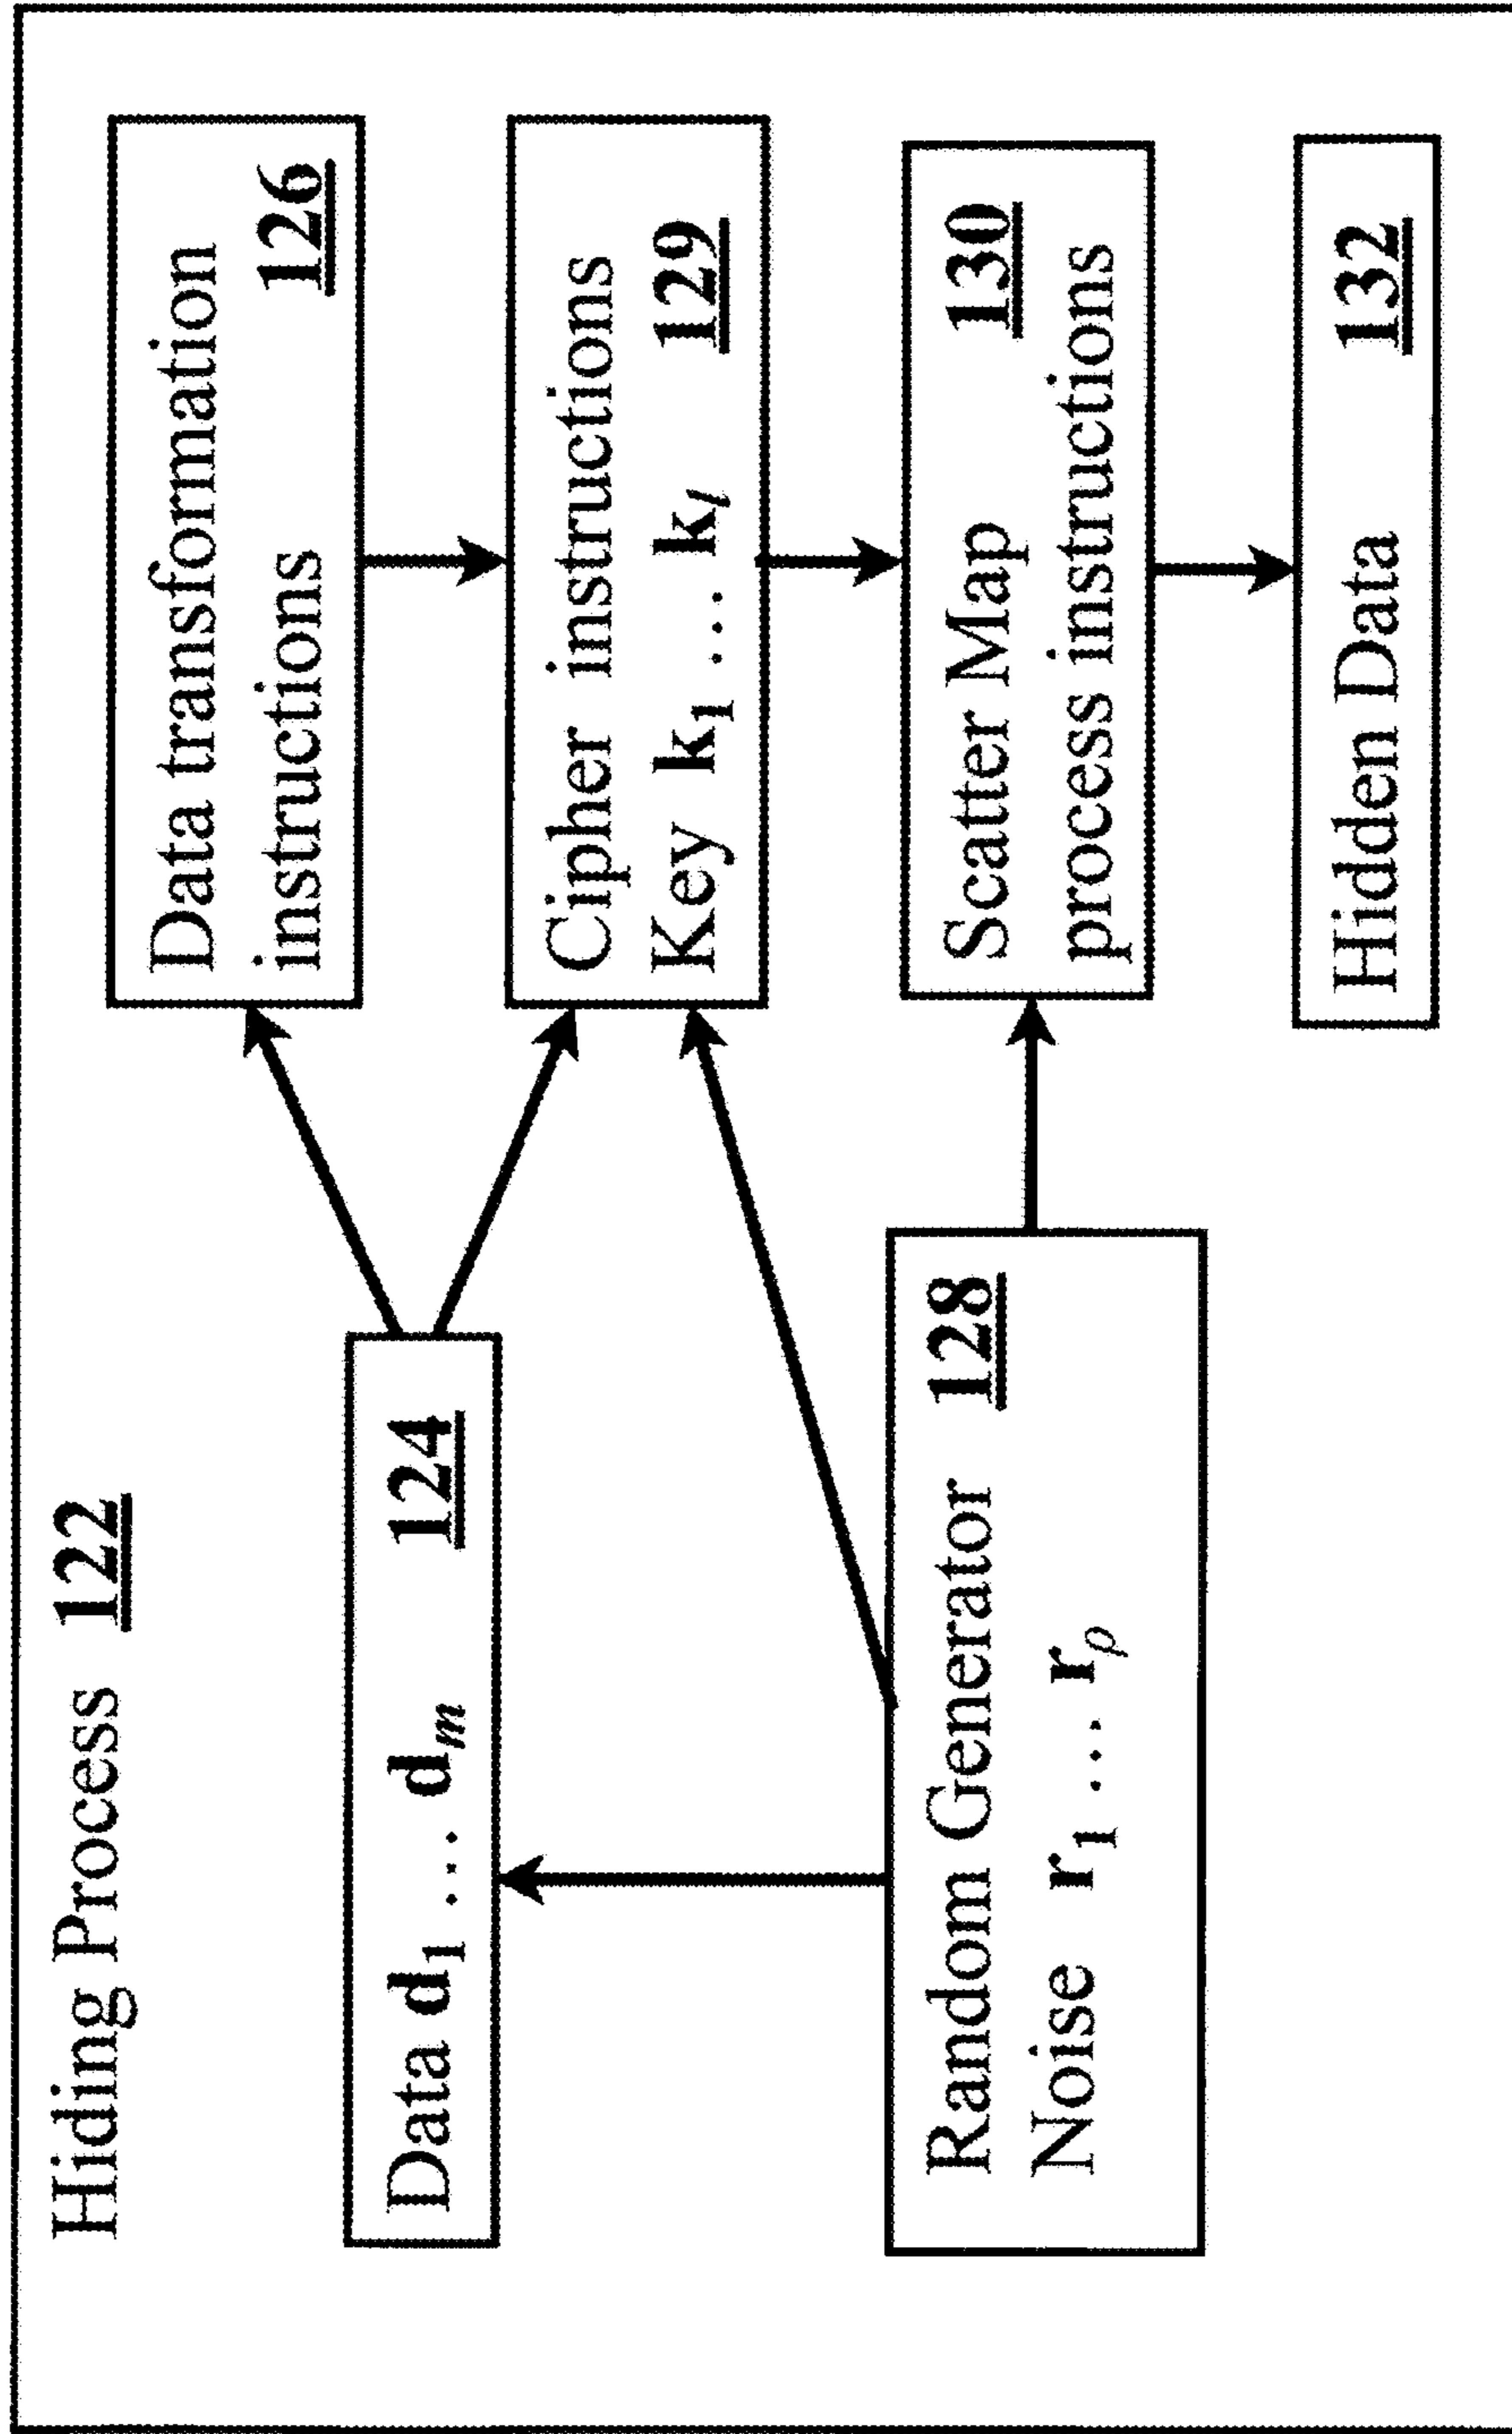 Hiding Process 122
Data d₁ … dₘ 124
Random Generator 128
Noise r₁ … rᵨ
Data transformation
instructions 126
Cipher instructions
Key k₁ … kₗ 129
Scatter Map 130
process instructions
Hidden Data 132